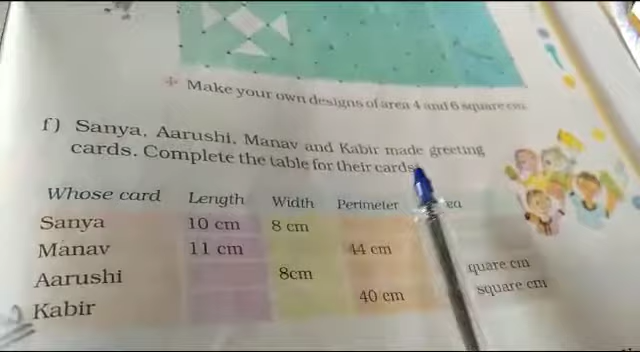 Make your own designs of area 4 and 6 square cm.
f) Sanya, Aarushi, Manav and Kabir made greeting
cards. Complete the table for their cards
Whose card Length Width Perimeter ea
Sanya 10 cm 8 cm
Manav 11 cm 44 cm
Aarushi 8cm quare cm
Kabir 40 cm square cm